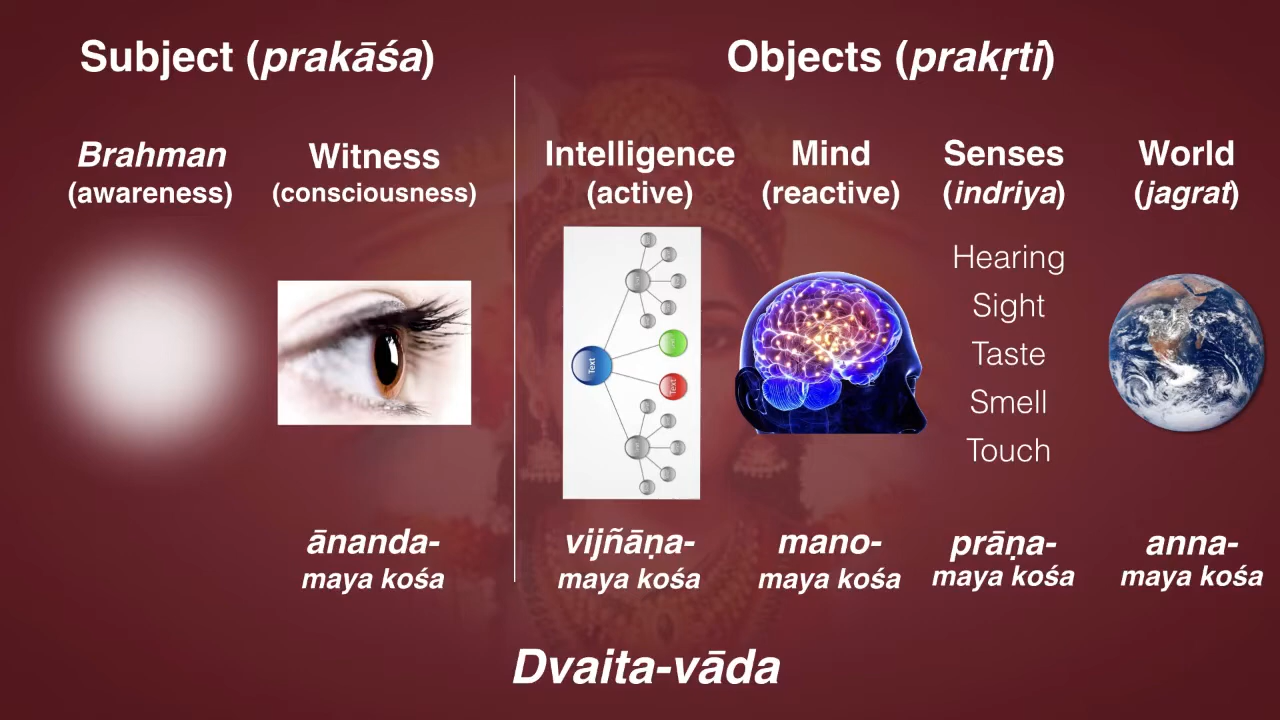 Subject (prakāśa)
Objects (prakṛti)
Brahman
(awareness)
Witness
(consciousness)
Intelligence
(active)
Mind
(reactive)
Senses
(indriya)
World
(jagrat)
Hearing
Sight
Taste
Smell
Touch
Text
Text
ānanda-
maya kośa
vijñāṇa-
maya kośa
mano-
maya kośa
prāṇa-
maya kośa
anna-
maya kośa
Dvaita-vāda